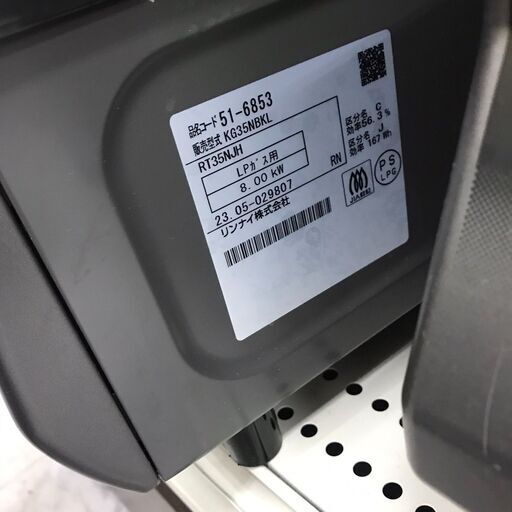 品名コード 51-6853
販売型式 KG35NBKL
RT35NJH
LPガス用
8.00 kW
RN
23.05-029807
リンナイ株式会社
区分名 C
効率56.3 %
区分名 J
効率 167 Wh
JIA認証
PS
LPG